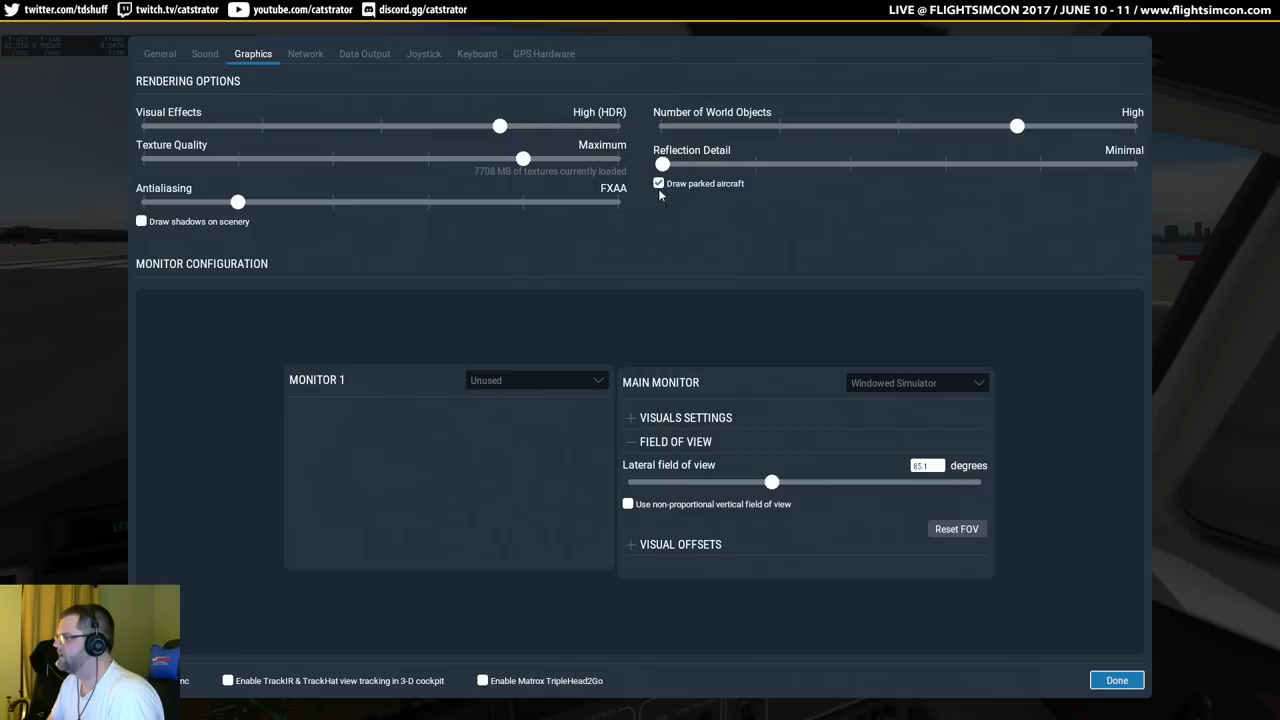 twitter.com/tdshuff twitch.tv/catstrator youtube.com/catstrator discord.gg/catstrator LIVE @ FLIGHTSIMCON 2017 / JUNE 10 - 11 / www.flightsimcon.com
General Sound Graphics Network Data Output Joystick Keyboard GPS Hardware
RENDERING OPTIONS
Visual Effects High (HDR)
Texture Quality Maximum
7708 MB of textures currently loaded
Antialiasing FXAA
Draw shadows on scenery
Number of World Objects High
Reflection Detail Minimal
Draw parked aircraft
MONITOR CONFIGURATION
MONITOR 1 Unused
MAIN MONITOR Windowed Simulator
VISUALS SETTINGS
FIELD OF VIEW
Lateral field of view 85.1 degrees
Use non-proportional vertical field of view
Reset FOV
VISUAL OFFSETS
nc Enable TrackIR & TrackHat view tracking in 3-D cockpit Enable Matrox TripleHead2Go Done